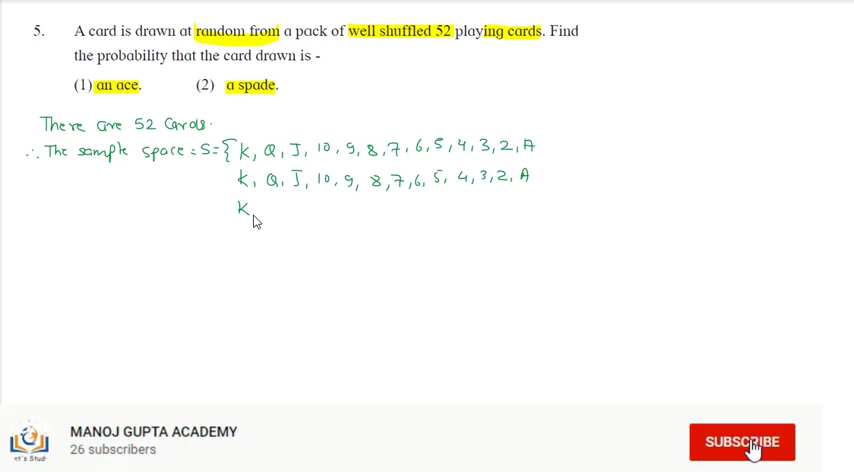 5. A card is drawn at random from a pack of well shuffled 52 playing cards. Find
the probability that the card drawn is -
(1) an ace. (2) a spade.
There are 52 Cards.
∴ The sample space = S = { K, Q, J, 10, 9, 8, 7, 6, 5, 4, 3, 2, A
K, Q, J, 10, 9, 8, 7, 6, 5, 4, 3, 2, A
K,
MANOJ GUPTA ACADEMY
26 subscribers
SUBSCRIBE